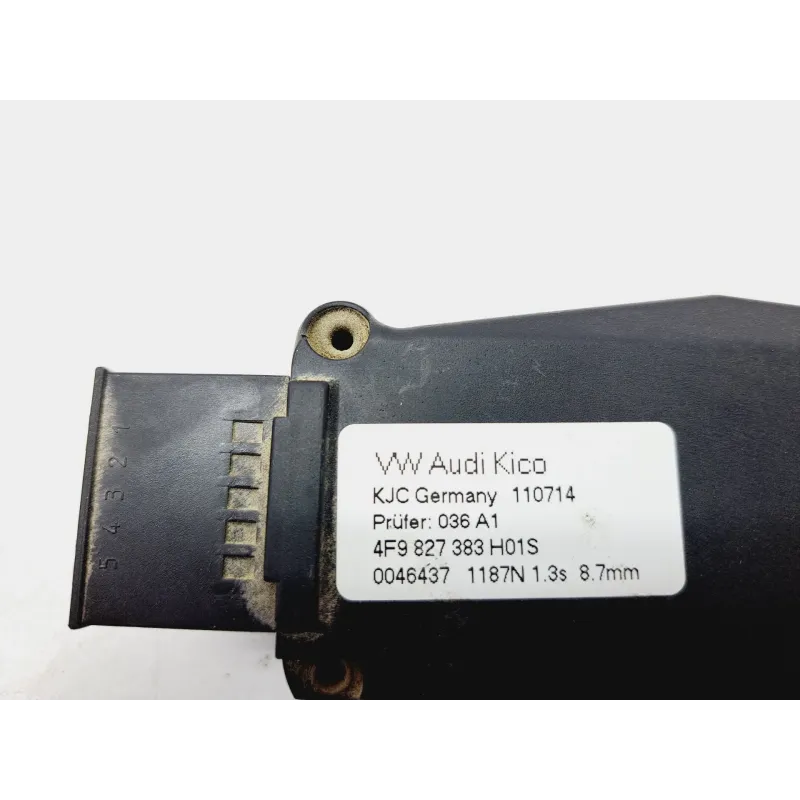 VW Audi Kico
KJC Germany 110714
Prüfer: 036 A1
4F9 827 383 H01S
0046437 1187N 1.3s 8.7mm
5 4 3 2 1